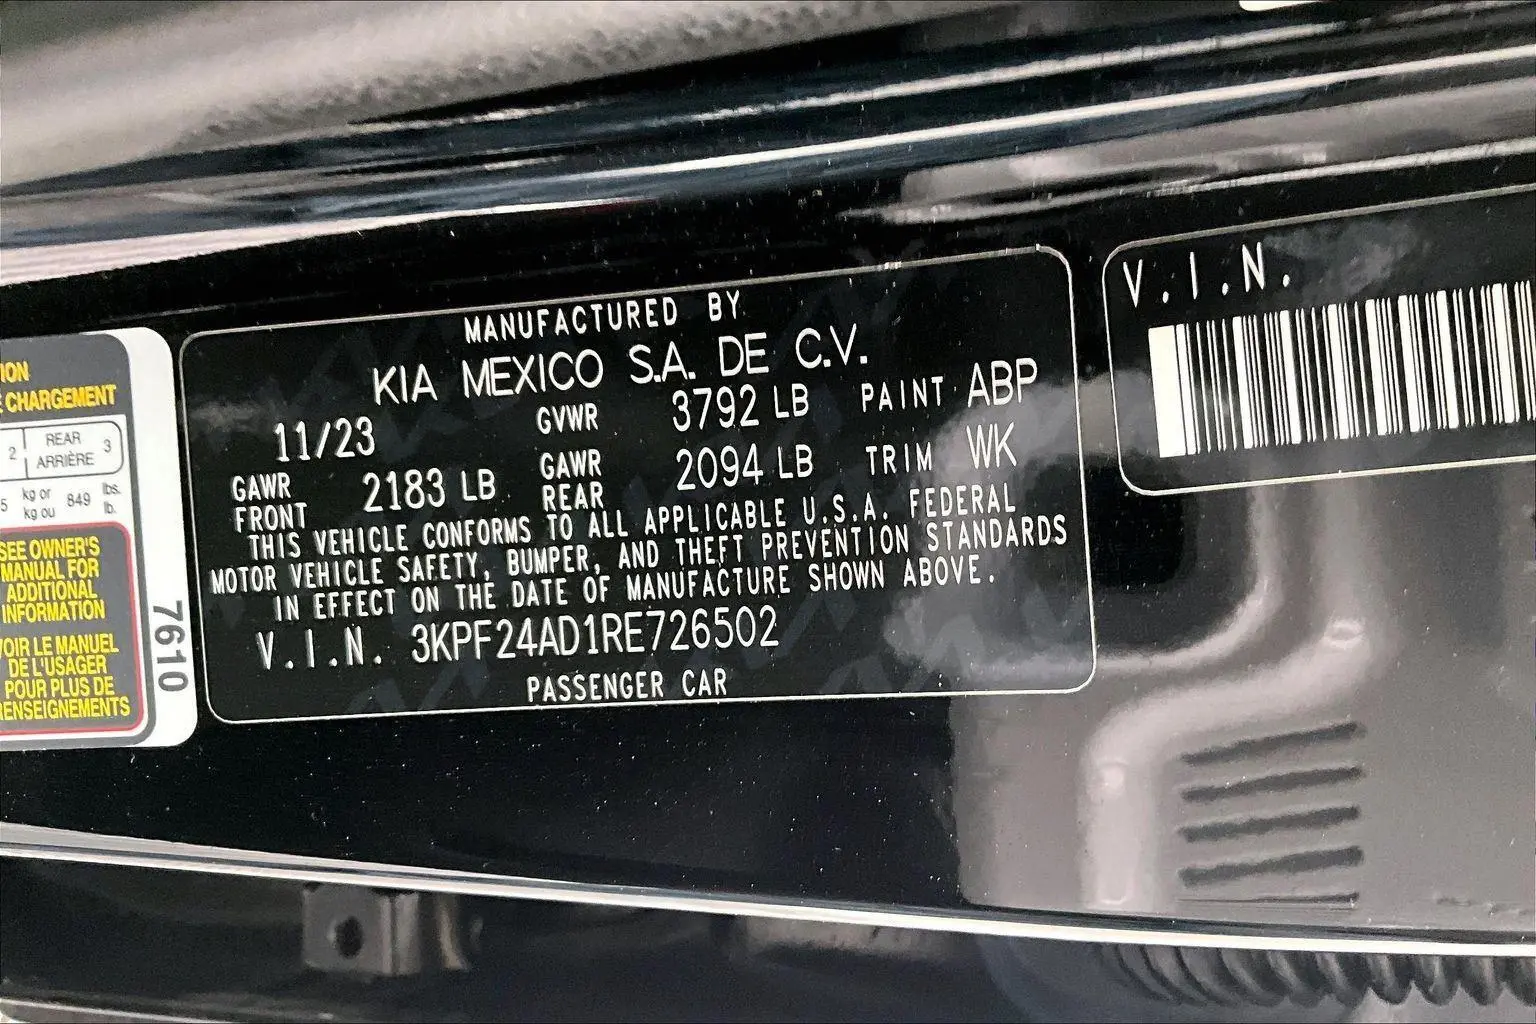 ION
E CHARGEMENT
2 REAR ARRIÈRE 3
5 kg or kg ou 849 lbs. lb.
SEE OWNER'S
MANUAL FOR
ADDITIONAL
INFORMATION
VOIR LE MANUEL
DE L'USAGER
POUR PLUS DE
RENSEIGNEMENTS
7610
MANUFACTURED BY
KIA MEXICO S.A. DE C.V.
11/23 GVWR 3792 LB PAINT ABP
GAWR FRONT 2183 LB GAWR REAR 2094 LB TRIM WK
THIS VEHICLE CONFORMS TO ALL APPLICABLE U.S.A. FEDERAL
MOTOR VEHICLE SAFETY, BUMPER, AND THEFT PREVENTION STANDARDS
IN EFFECT ON THE DATE OF MANUFACTURE SHOWN ABOVE.
V.I.N. 3KPF24AD1RE726502
PASSENGER CAR
V.I.N.